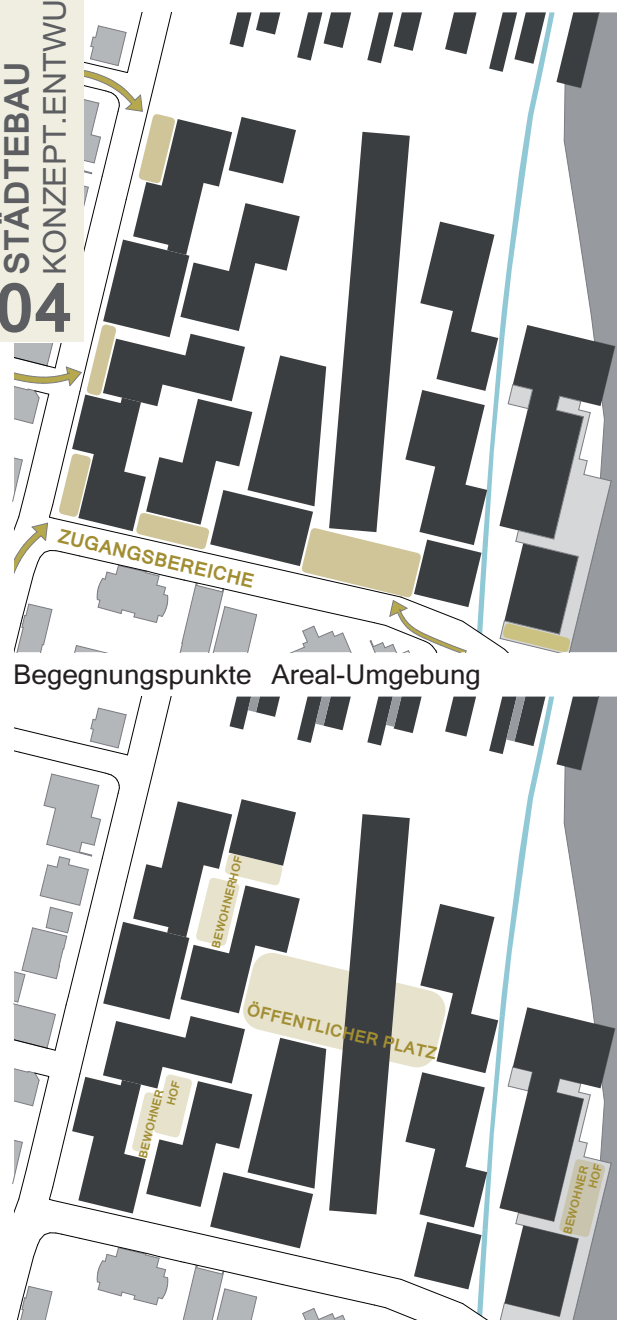 STÄDTEBAU
KONZEPT.ENTWU
04
ZUGANGSBEREICHE
Begegnungspunkte Areal-Umgebung
BEWOHNERHOF
ÖFFENTLICHER PLATZ
BEWOHNER
HOF
BEWOHNER
HOF